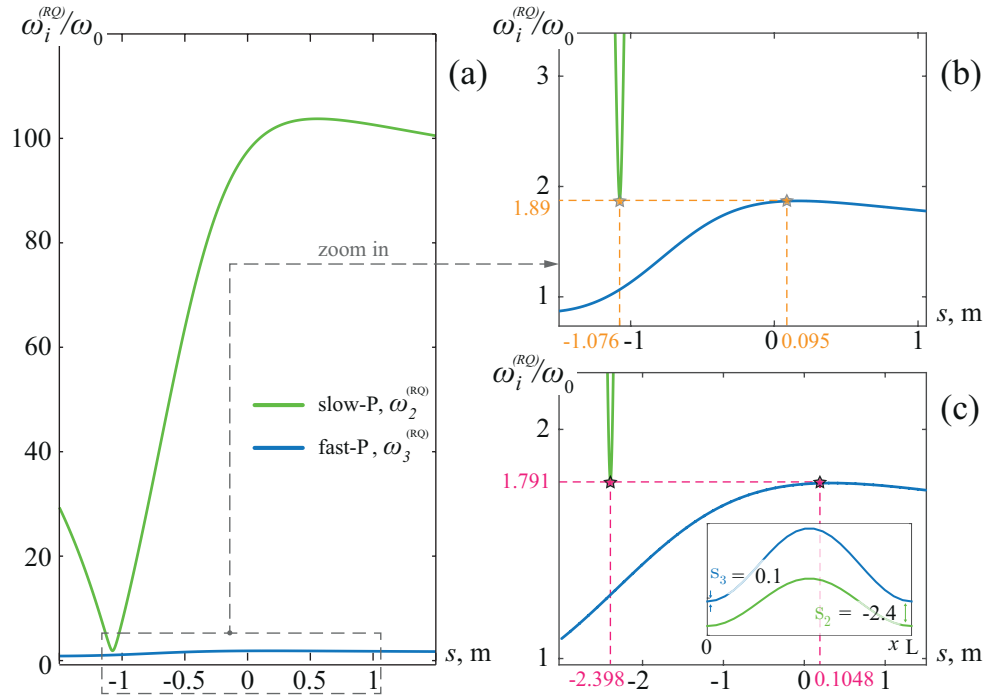 ω_i^(RQ)/ω_0
(a)
100
80
60
40
20
0
-1
-0.5
0
0.5
1
s, m
slow-P, ω_2^(RQ)
fast-P , ω_3^(RQ)
zoom in
ω_i^(RQ)/ω_0
(b)
3
2
1.89
1
-1.076
-1
0
0.095
1
s, m
ω_i^(RQ)/ω_0
(c)
2
1.791
1
-2.398
-2
-1
0
0.1048
1
s, m
s_3 = 0.1
s_2 = -2.4
0
x L